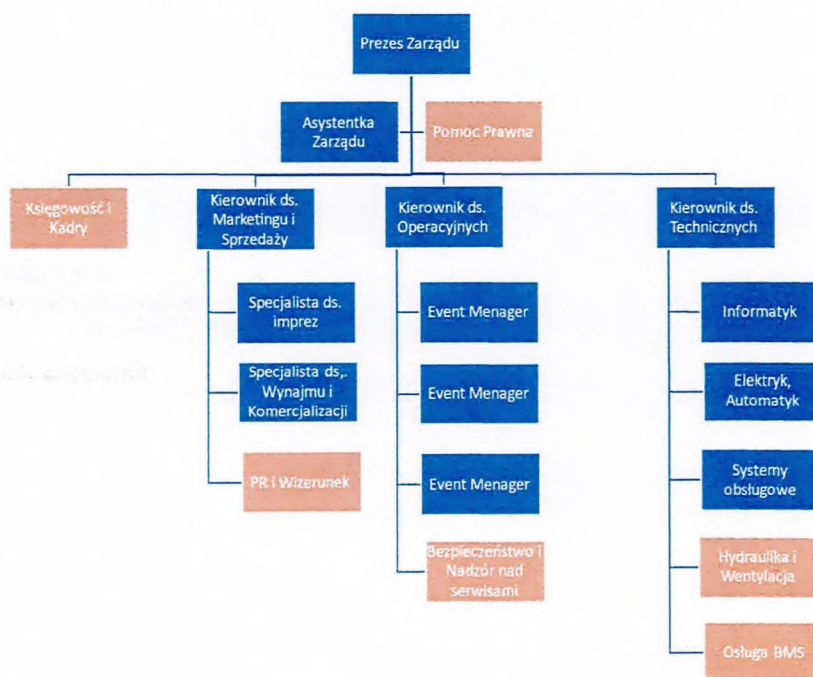 Prezes Zarządu
Asystentka
Zarządu
Pomoc Prawna
Księgowość i
Kadry
Kierownik ds.
Marketingu i
Sprzedaży
Kierownik ds.
Operacyjnych
Kierownik ds.
Technicznych
Specjalista ds.
imprez
Specjalista ds,.
Wynajmu i
Komercjalizacji
PR i Wizerunek
Event Menager
Event Menager
Event Menager
Bezpieczeństwo i
Nadzór nad
serwisami
Informatyk
Elektryk,
Automatyk
Systemy
obsługowe
Hydraulika i
Wentylacja
Osługa BMS